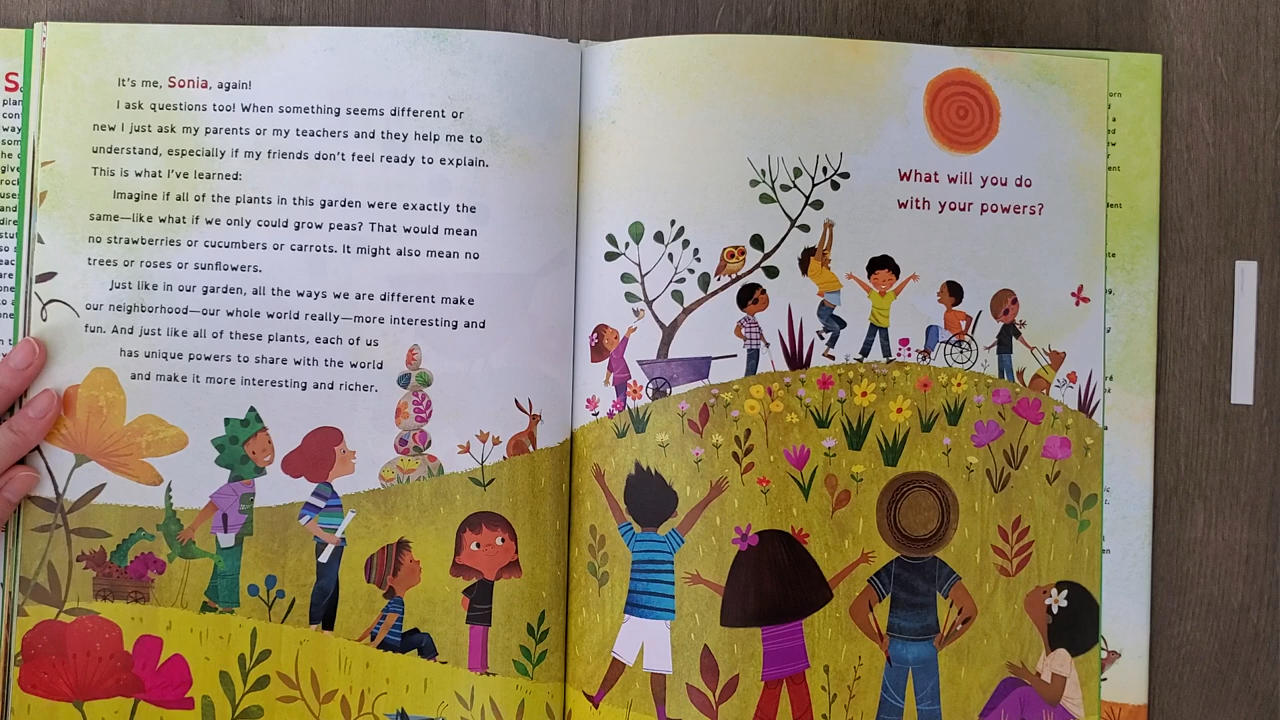 It's me, Sonia, again!
I ask questions too! When something seems different or
new I just ask my parents or my teachers and they help me to
understand, especially if my friends don't feel ready to explain.
This is what I've learned:
Imagine if all of the plants in this garden were exactly the
same—like what if we only could grow peas? That would mean
no strawberries or cucumbers or carrots. It might also mean no
trees or roses or sunflowers.
Just like in our garden, all the ways we are different make
our neighborhood—our whole world really—more interesting and
fun. And just like all of these plants, each of us
has unique powers to share with the world
and make it more interesting and richer.
What will you do
with your powers?